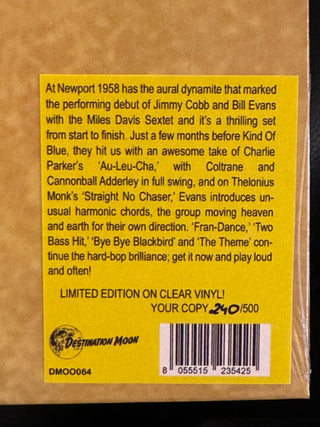 At Newport 1958 has the aural dynamite that marked
the performing debut of Jimmy Cobb and Bill Evans
with the Miles Davis Sextet and it's a thrilling set
from start to finish. Just a few months before Kind Of
Blue, they hit us with an awesome take of Charlie
Parker's 'Au-Leu-Cha,' with Coltrane and
Cannonball Adderley in full swing, and on Thelonius
Monk's 'Straight No Chaser,' Evans introduces un-
usual harmonic chords, the group moving heaven
and earth for their own direction. 'Fran-Dance,' 'Two
Bass Hit,' 'Bye Bye Blackbird' and 'The Theme' con-
tinue the hard-bop brilliance; get it now and play loud
and often!
LIMITED EDITION ON CLEAR VINYL!
YOUR COPY 240/500
DESTINATION MOON
DMOO064
8 055515 235425